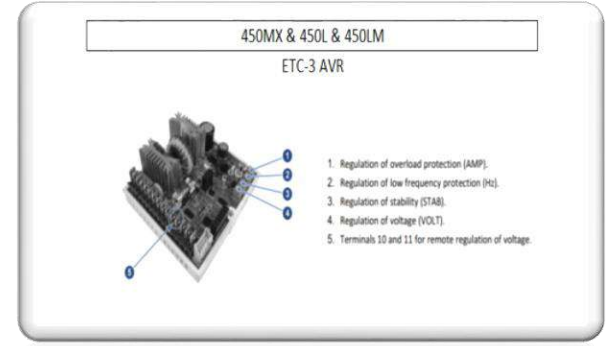 450MX & 450L & 450LM
ETC-3 AVR
1
2
3
4
5
1. Regulation of overload protection (AMP).
2. Regulation of low frequency protection (Hz).
3. Regulation of stability (STAB).
4. Regulation of voltage (VOLT).
5. Terminals 10 and 11 for remote regulation of voltage.